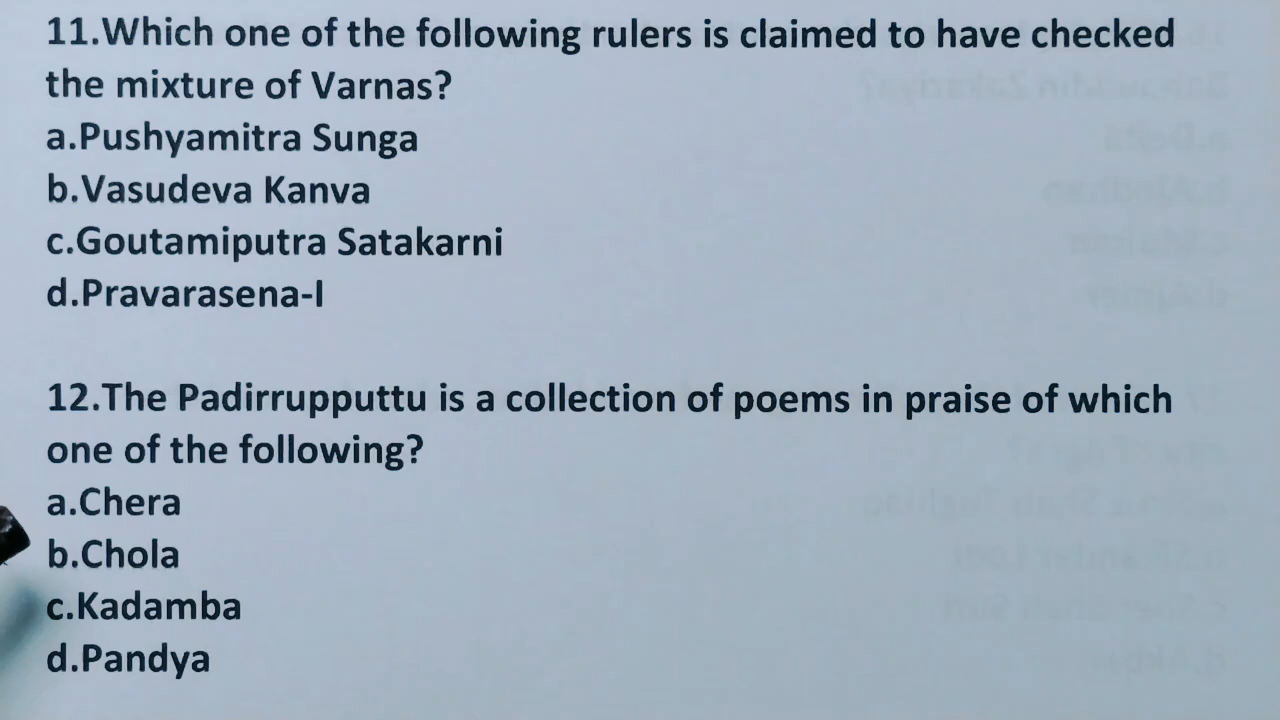 11.Which one of the following rulers is claimed to have checked
the mixture of Varnas?
a.Pushyamitra Sunga
b.Vasudeva Kanva
c.Goutamiputra Satakarni
d.Pravarasena-I
12.The Padirrupputtu is a collection of poems in praise of which
one of the following?
a.Chera
b.Chola
c.Kadamba
d.Pandya